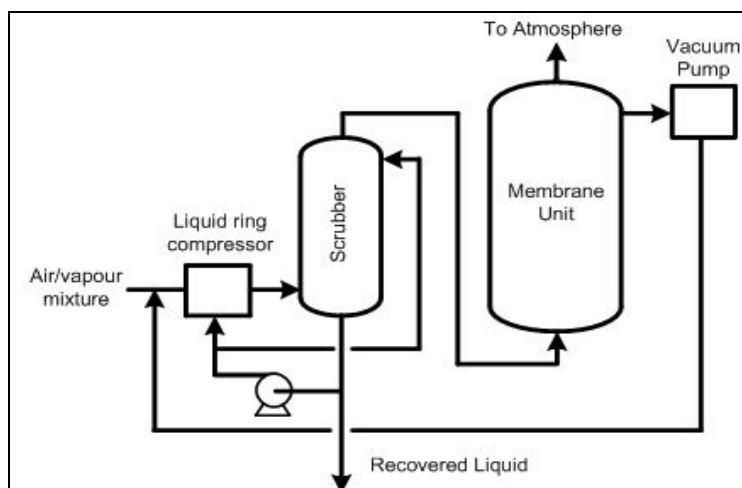 To Atmosphere
Vacuum
Pump
Scrubber
Membrane
Unit
Liquid ring
compressor
Air/vapour
mixture
Recovered Liquid